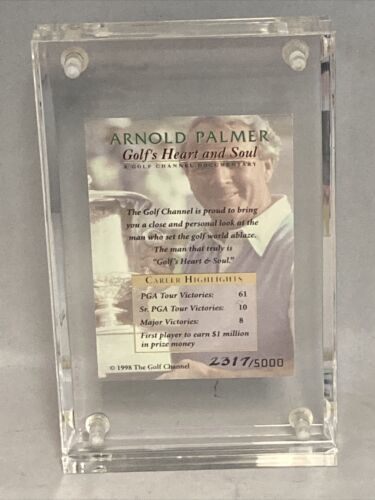 ARNOLD PALMER
Golf's Heart and Soul
A GOLF CHANNEL DOCUMENTARY
The Golf Channel is proud to bring
you a close and personal look at the
man who set the golf world ablaze.
The man that truly is
"Golf's Heart & Soul."
CAREER HIGHLIGHTS
PGA Tour Victories: 61
Sr. PGA Tour Victories: 10
Major Victories: 8
First player to earn $1 million
in prize money
2317/5000
© 1998 The Golf Channel